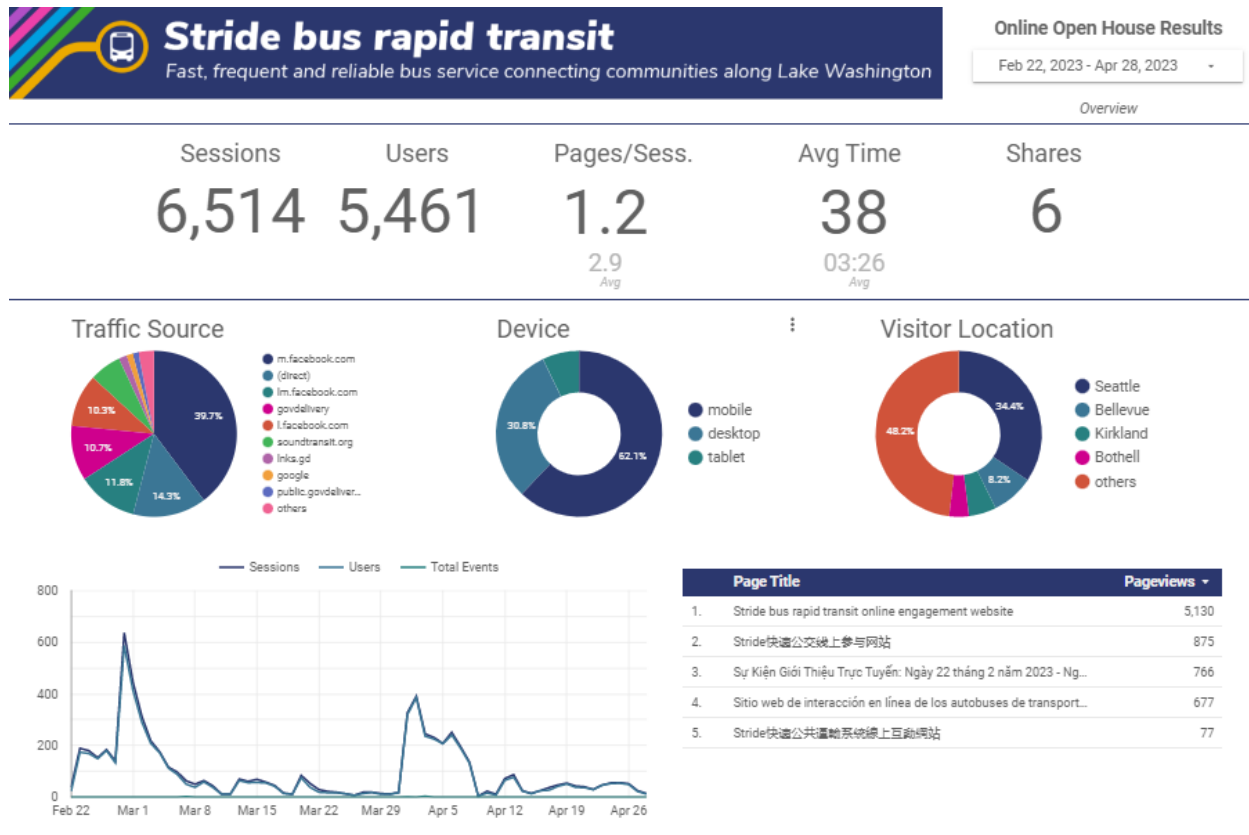 Stride bus rapid transit
Fast, frequent and reliable bus service connecting communities along Lake Washington
Online Open House Results
Feb 22, 2023 - Apr 28, 2023
Overview
Sessions Users Pages/Sess. Avg Time Shares
6,514 5,461 1.2 38 6
2.9 03:26
Avg Avg
Traffic Source
39.7%
14.3%
11.8%
10.7%
10.3%
m.facebook.com
(direct)
lm.facebook.com
govdelivery
l.facebook.com
soundtransit.org
lnks.gd
google
public.govdeliver...
others
Device
62.1%
30.8%
mobile
desktop
tablet
Visitor Location
34.4%
8.2%
48.2%
Seattle
Bellevue
Kirkland
Bothell
others
Sessions Users Total Events
800
600
400
200
0
Feb 22 Mar 1 Mar 8 Mar 15 Mar 22 Mar 29 Apr 5 Apr 12 Apr 19 Apr 26
Page Title Pageviews
1. Stride bus rapid transit online engagement website 5,130
2. Stride快速公交线上参与网站 875
3. Sự Kiện Giới Thiệu Trực Tuyến: Ngày 22 tháng 2 năm 2023 - Ng... 766
4. Sitio web de interacción en línea de los autobuses de transport... 677
5. Stride快速公共運輸系統線上互動網站 77